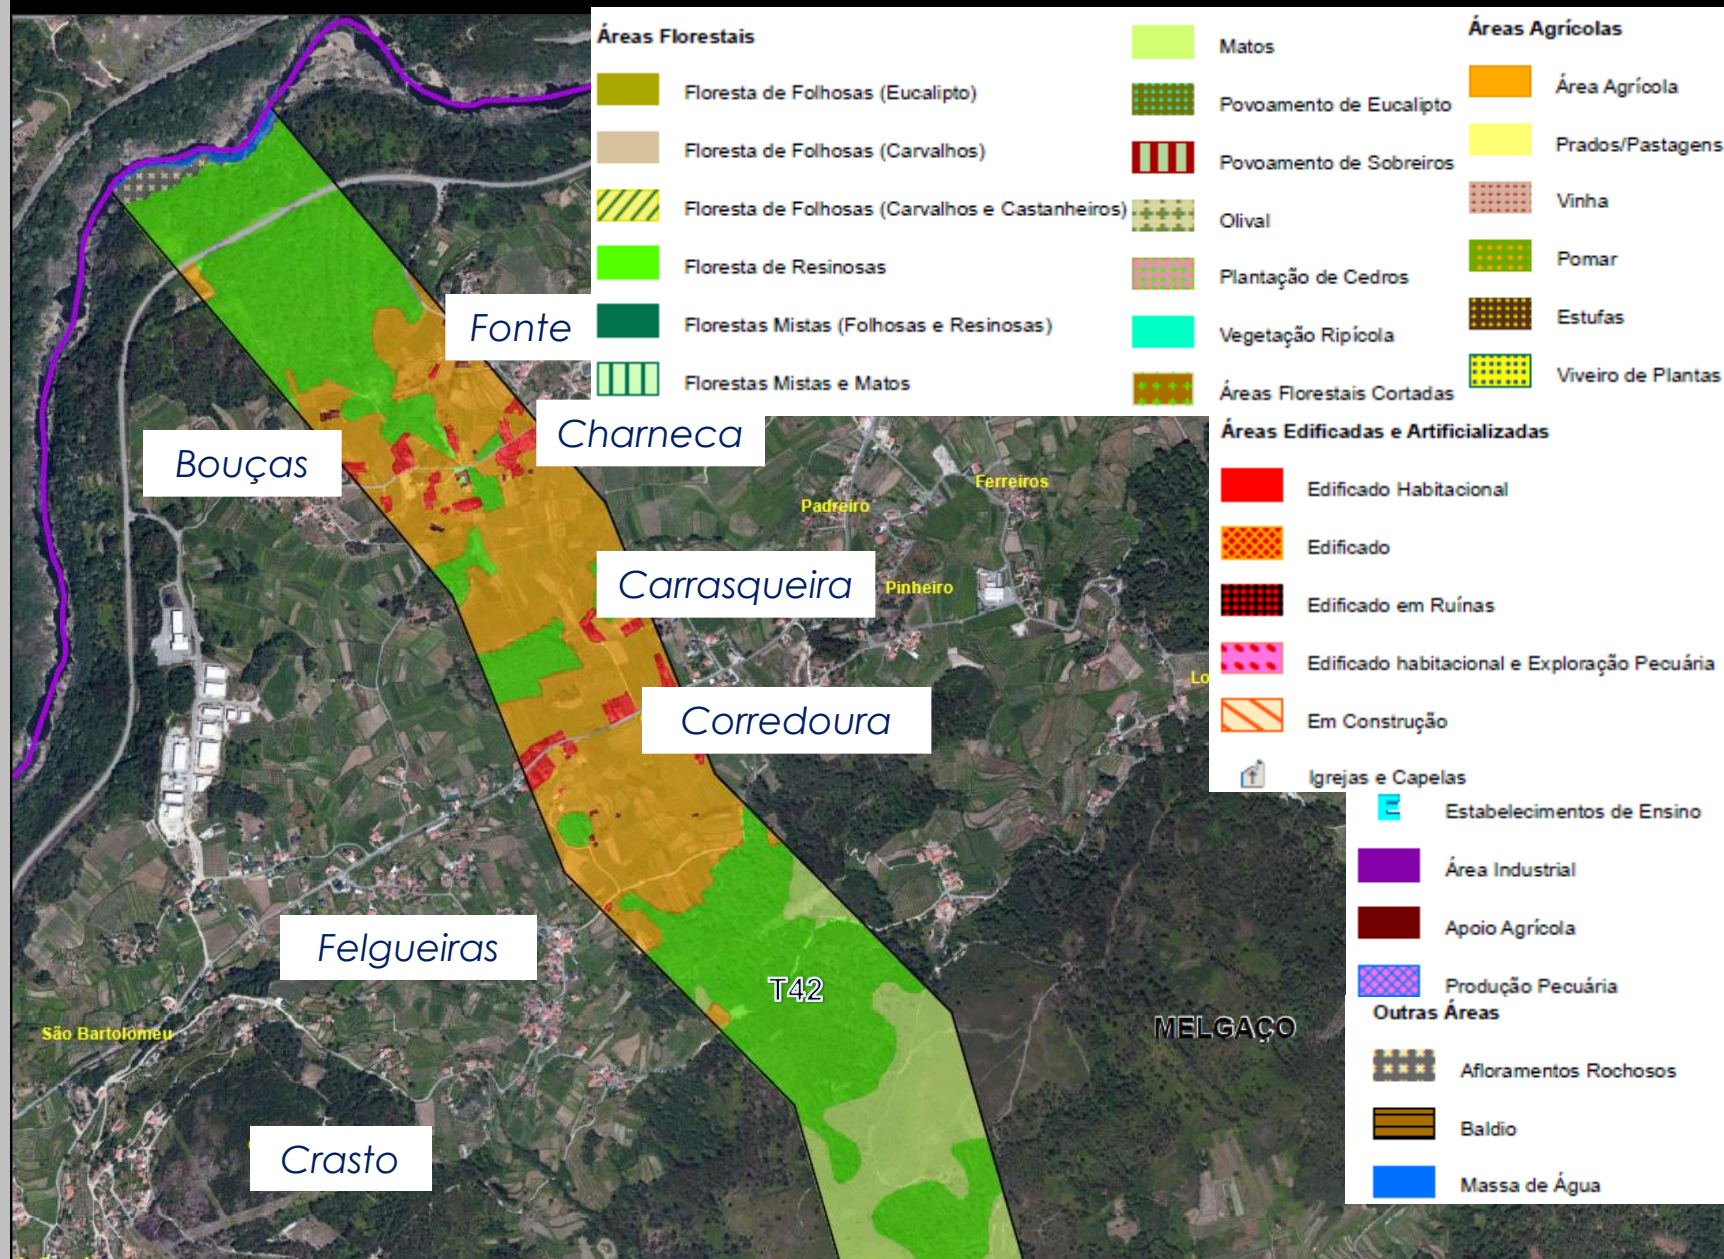 Áreas Florestais
Floresta de Folhosas (Eucalipto)
Floresta de Folhosas (Carvalhos)
Floresta de Folhosas (Carvalhos e Castanheiros)
Floresta de Resinosas
Florestas Mistas (Folhosas e Resinosas)
Florestas Mistas e Matos
Matos
Povoamento de Eucalipto
Povoamento de Sobreiros
Olival
Plantação de Cedros
Vegetação Ripícola
Áreas Florestais Cortadas
Áreas Agrícolas
Área Agrícola
Prados/Pastagens
Vinha
Pomar
Estufas
Viveiro de Plantas
Áreas Edificadas e Artificializadas
Edificado Habitacional
Edificado
Edificado em Ruínas
Edificado habitacional e Exploração Pecuária
Em Construção
Igrejas e Capelas
Estabelecimentos de Ensino
Área Industrial
Apoio Agrícola
Produção Pecuária
Outras Áreas
Afloramentos Rochosos
Baldio
Massa de Água
Fonte
Charneca
Bouças
Ferreiros
Padreiro
Carrasqueira
Pinheiro
Lo
Corredoura
Felgueiras
T42
MELGAÇO
São Bartolomeu
Crasto